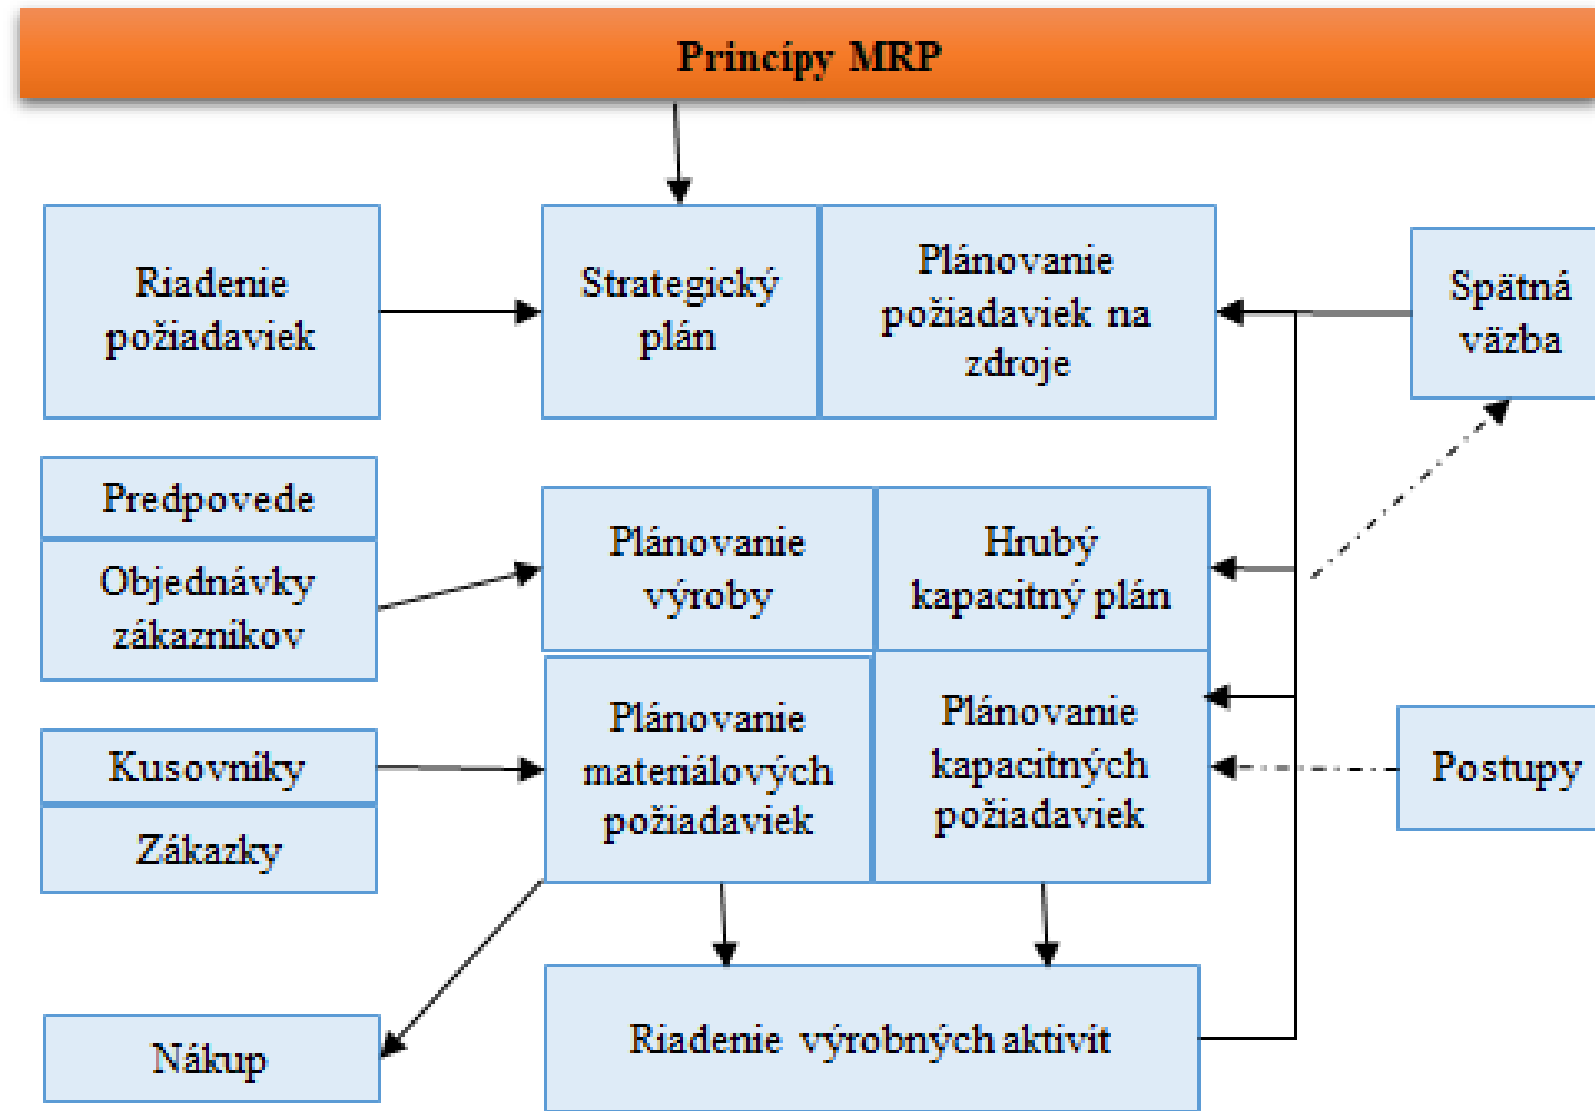 Princípy MRP
Riadenie
požiadaviek
Strategický
plán
Plánovanie
požiadaviek na
zdroje
Spätná
väzba
Predpovede
Objednávky
zákazníkov
Plánovanie
výroby
Hrubý
kapacitný plán
Kusovníky
Zákazky
Plánovanie
materiálových
požiadaviek
Plánovanie
kapacitných
požiadaviek
Postupy
Nákup
Riadenie výrobných aktivít